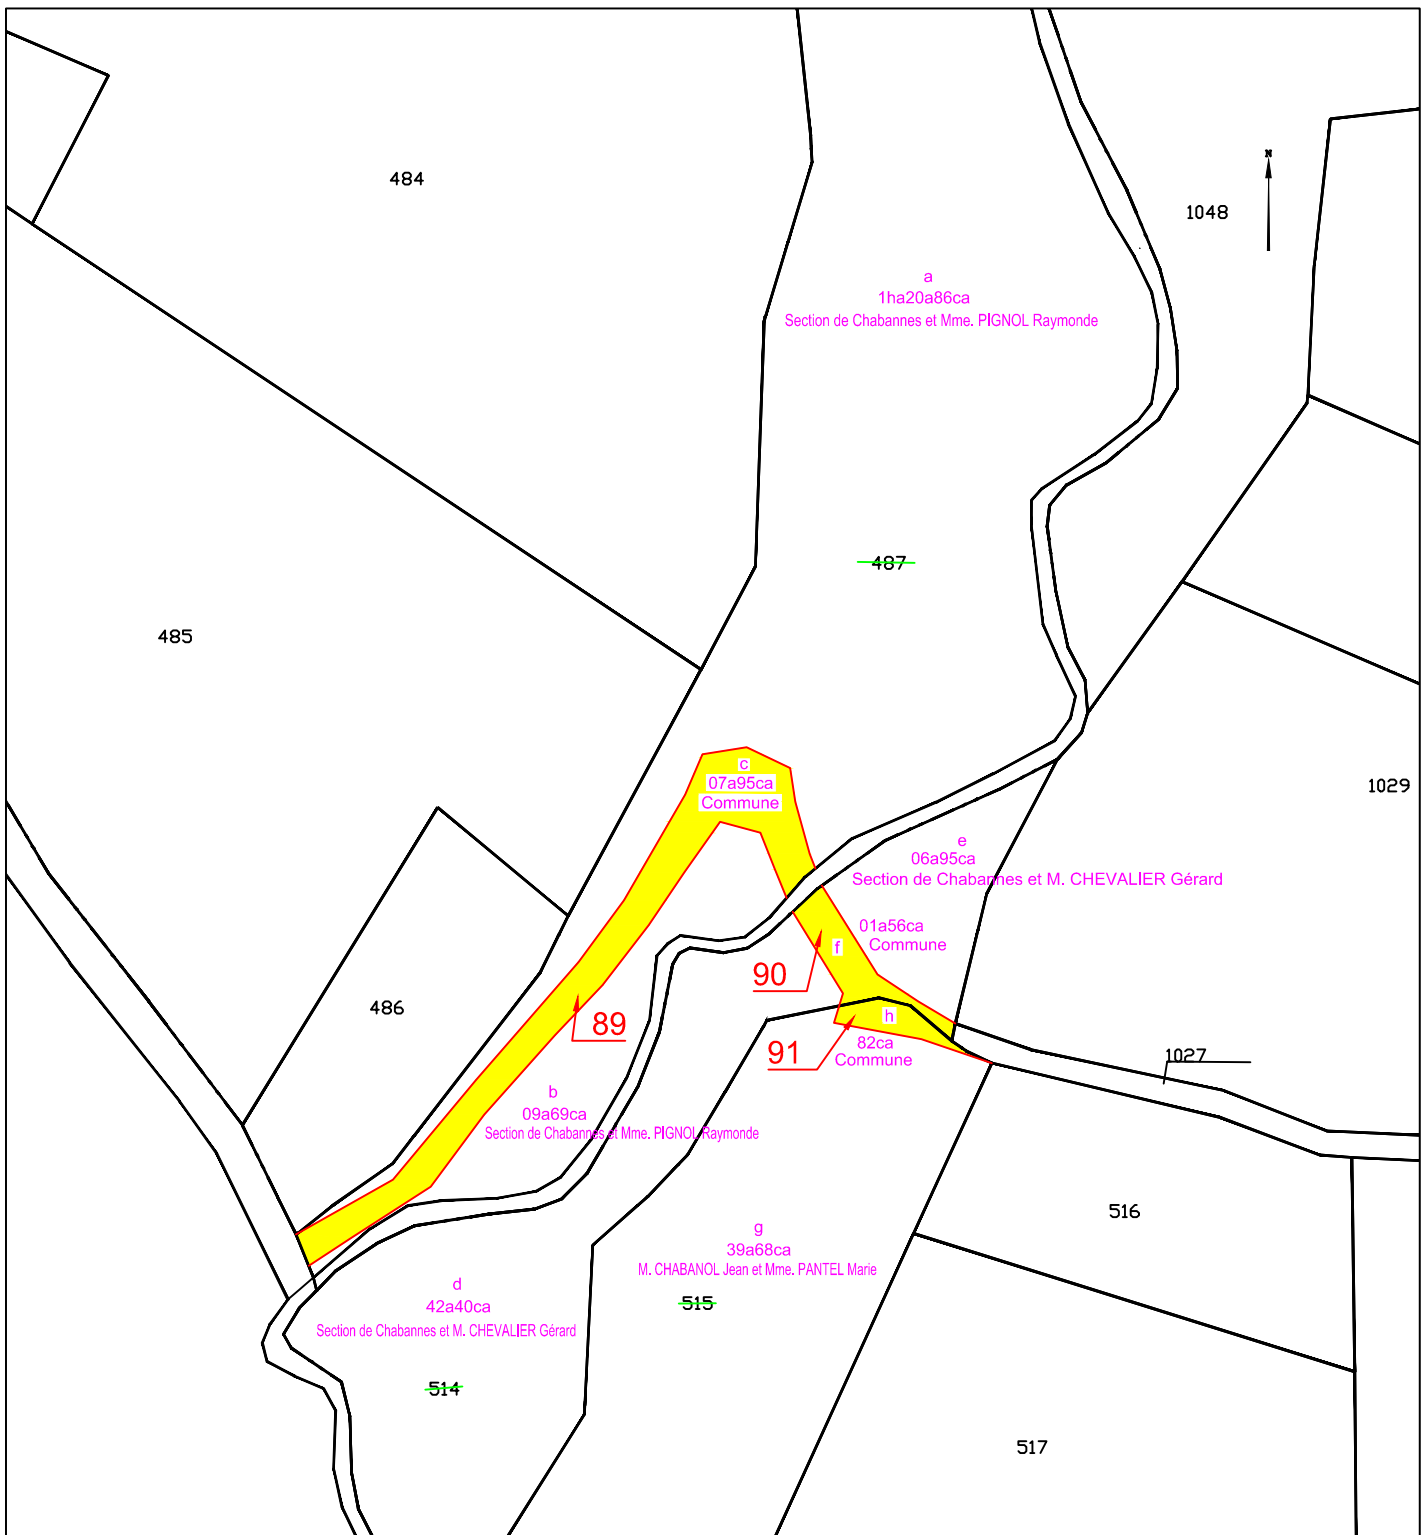 N
484
1048
a
1ha20a86ca
Section de Chabannes et Mme. PIGNOL Raymonde
487
485
c
07a95ca
Commune
1029
e
06a95ca
Section de Chabannes et M. CHEVALIER Gérard
01a56ca
Commune
f
90
486
89
h
91
82ca
Commune
1027
b
09a69ca
Section de Chabannes et Mme. PIGNOL Raymonde
516
g
39a68ca
M. CHABANOL Jean et Mme. PANTEL Marie
515
d
42a40ca
Section de Chabannes et M. CHEVALIER Gérard
514
517